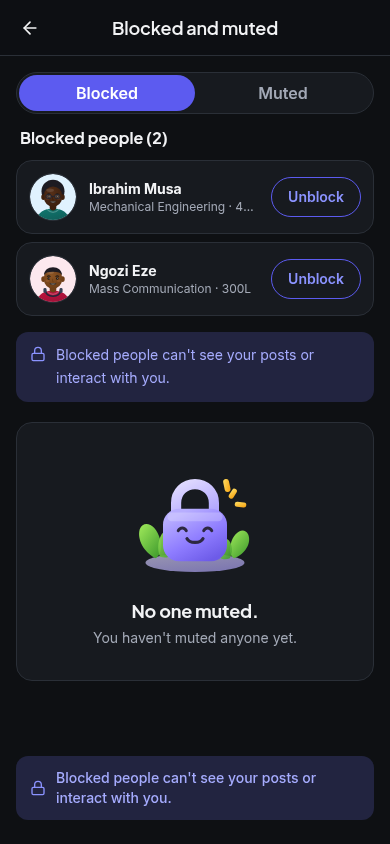 Blocked and muted
Blocked
Muted
Blocked people (2)
Ibrahim Musa
Mechanical Engineering · 4...
Unblock
Ngozi Eze
Mass Communication · 300L
Unblock
Blocked people can't see your posts or
interact with you.
No one muted.
You haven't muted anyone yet.
Blocked people can't see your posts or
interact with you.